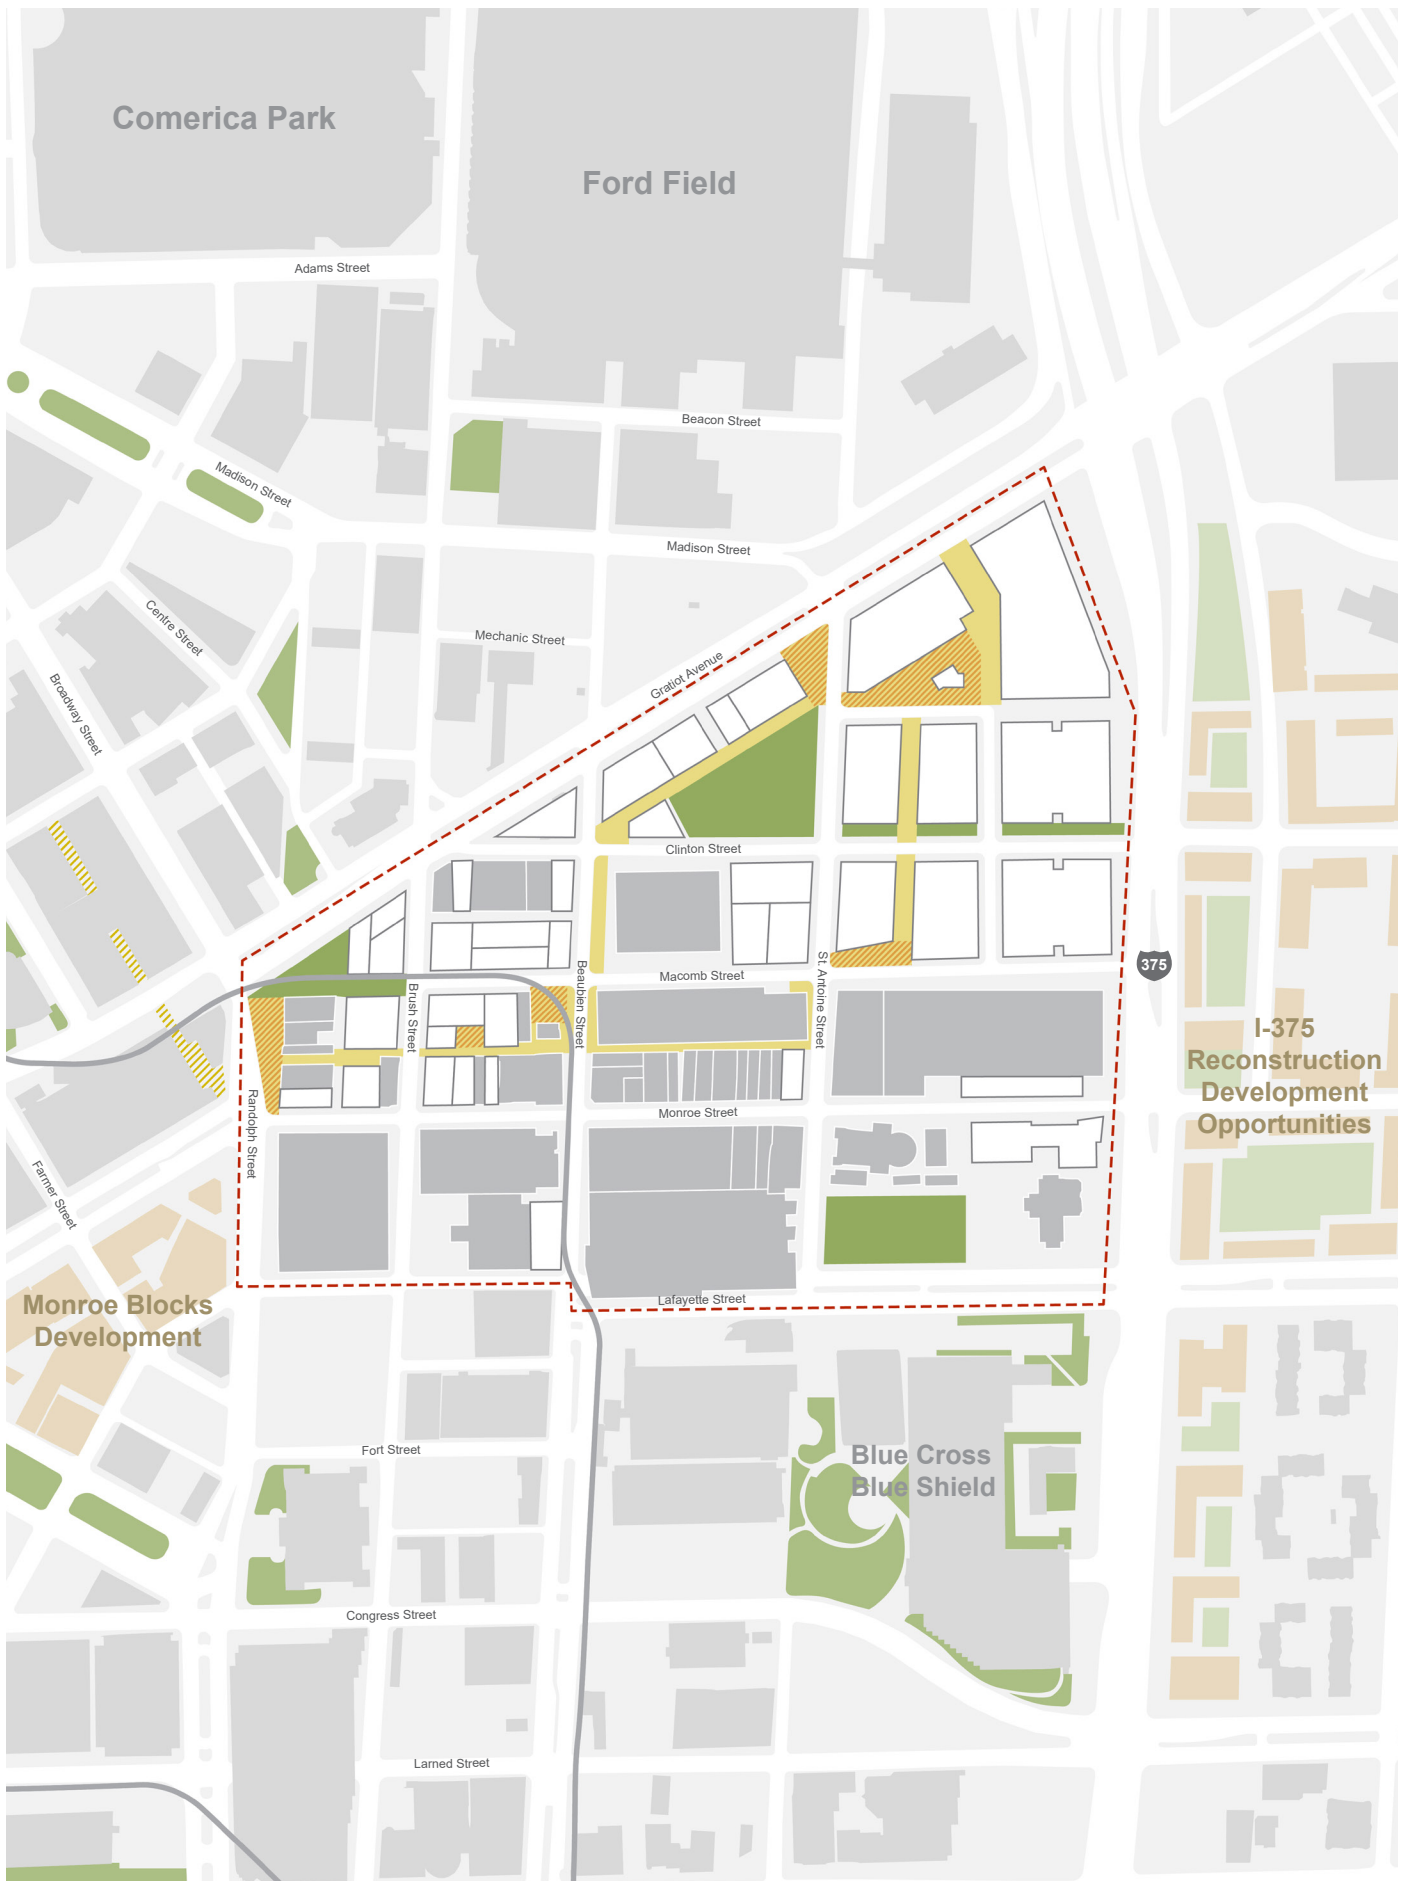 Comerica Park
Ford Field
Adams Street
Beacon Street
Madison Street
Madison Street
Centre Street
Mechanic Street
Gratiot Avenue
Broadway Street
Clinton Street
Macomb Street
Beaubien Street
St. Antoine Street
Brush Street
375
I-375
Reconstruction
Development
Opportunities
Randolph Street
Monroe Street
Farmer Street
Monroe Blocks
Development
Lafayette Street
Fort Street
Blue Cross
Blue Shield
Congress Street
Larned Street